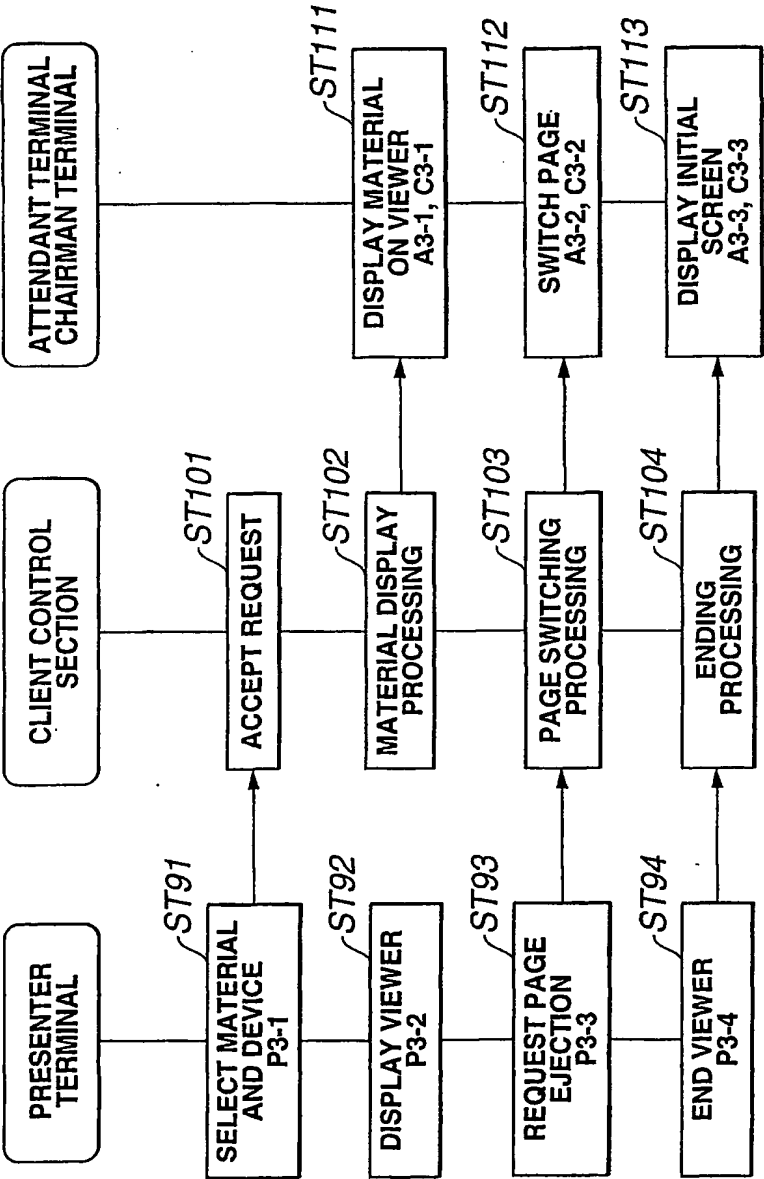 PRESENTER
TERMINAL
ST91
SELECT MATERIAL
AND DEVICE
P3-1
ST92
DISPLAY VIEWER
P3-2
ST93
REQUEST PAGE
EJECTION
P3-3
ST94
END VIEWER
P3-4
CLIENT CONTROL
SECTION
ST101
ACCEPT REQUEST
ST102
MATERIAL DISPLAY
PROCESSING
ST103
PAGE SWITCHING
PROCESSING
ST104
ENDING
PROCESSING
ATTENDANT TERMINAL
CHAIRMAN TERMINAL
ST111
DISPLAY MATERIAL
ON VIEWER
A3-1, C3-1
ST112
SWITCH PAGE
A3-2, C3-2
ST113
DISPLAY INITIAL
SCREEN
A3-3, C3-3